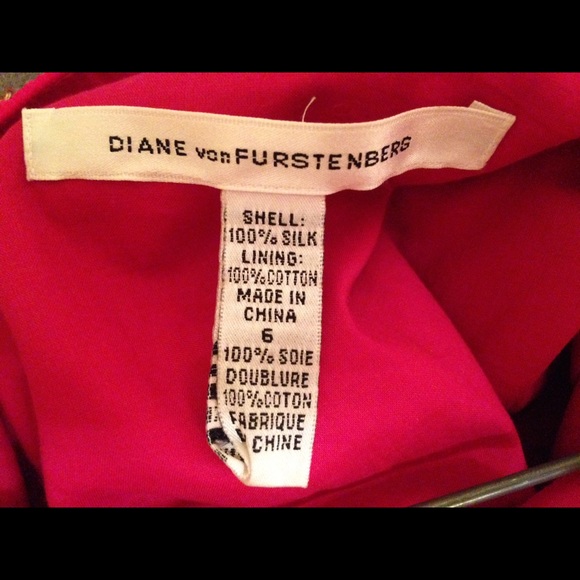 DIANE von FURSTENBERG
SHELL:
100% SILK
LINING:
100% COTTON
MADE IN
CHINA
6
100% SOIE
DOUBLURE
100% COTON
FABRIQUE
CHINE